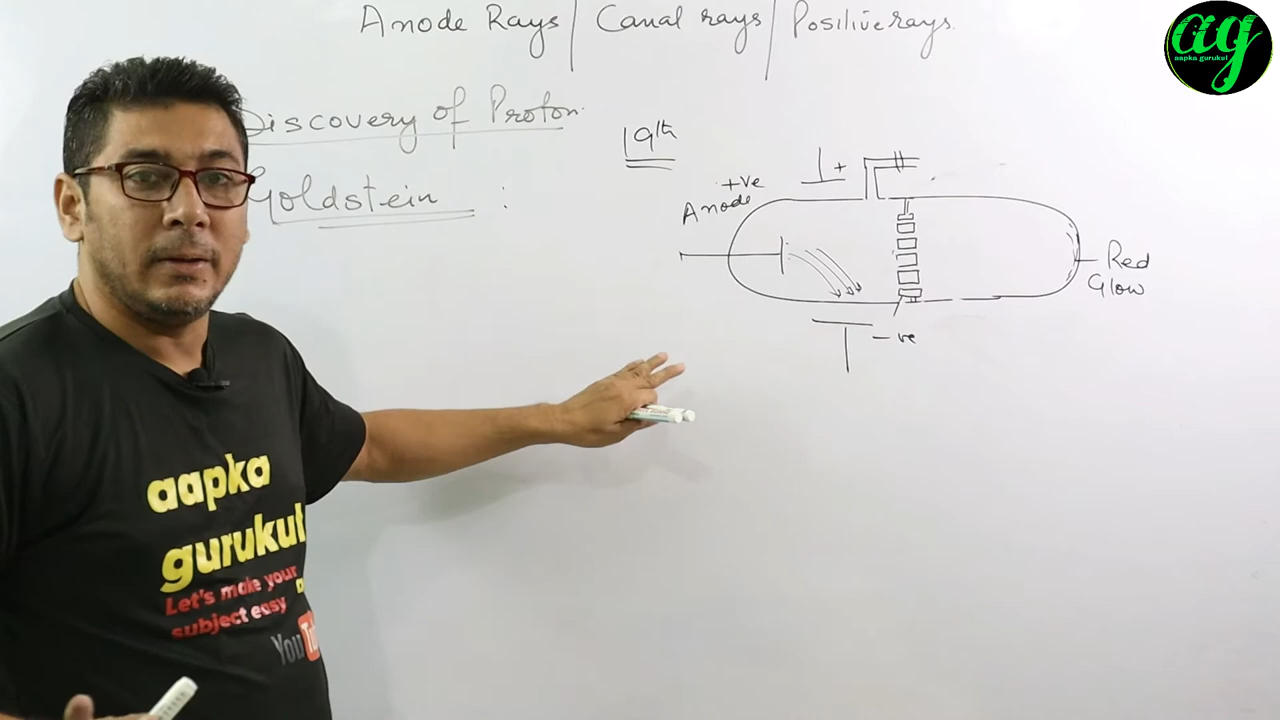 Anode Rays / Canal rays / Positive rays.
ag
aapka gurukul
Discovery of Proton.
19th
Goldstein :
+
+ve
Anode
Red
Glow
-ve
aapka
gurukul
Let's make your
subject easy
YouTu